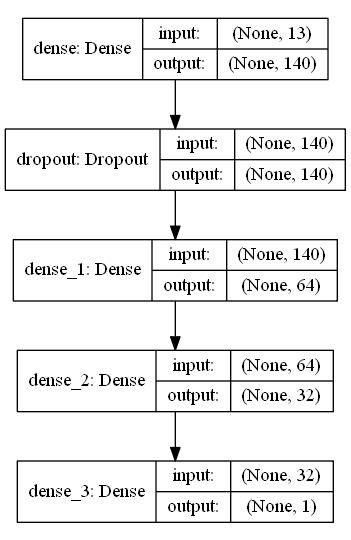 dense: Dense
input: (None, 13)
output: (None, 140)
dropout: Dropout
input: (None, 140)
output: (None, 140)
dense_1: Dense
input: (None, 140)
output: (None, 64)
dense_2: Dense
input: (None, 64)
output: (None, 32)
dense_3: Dense
input: (None, 32)
output: (None, 1)